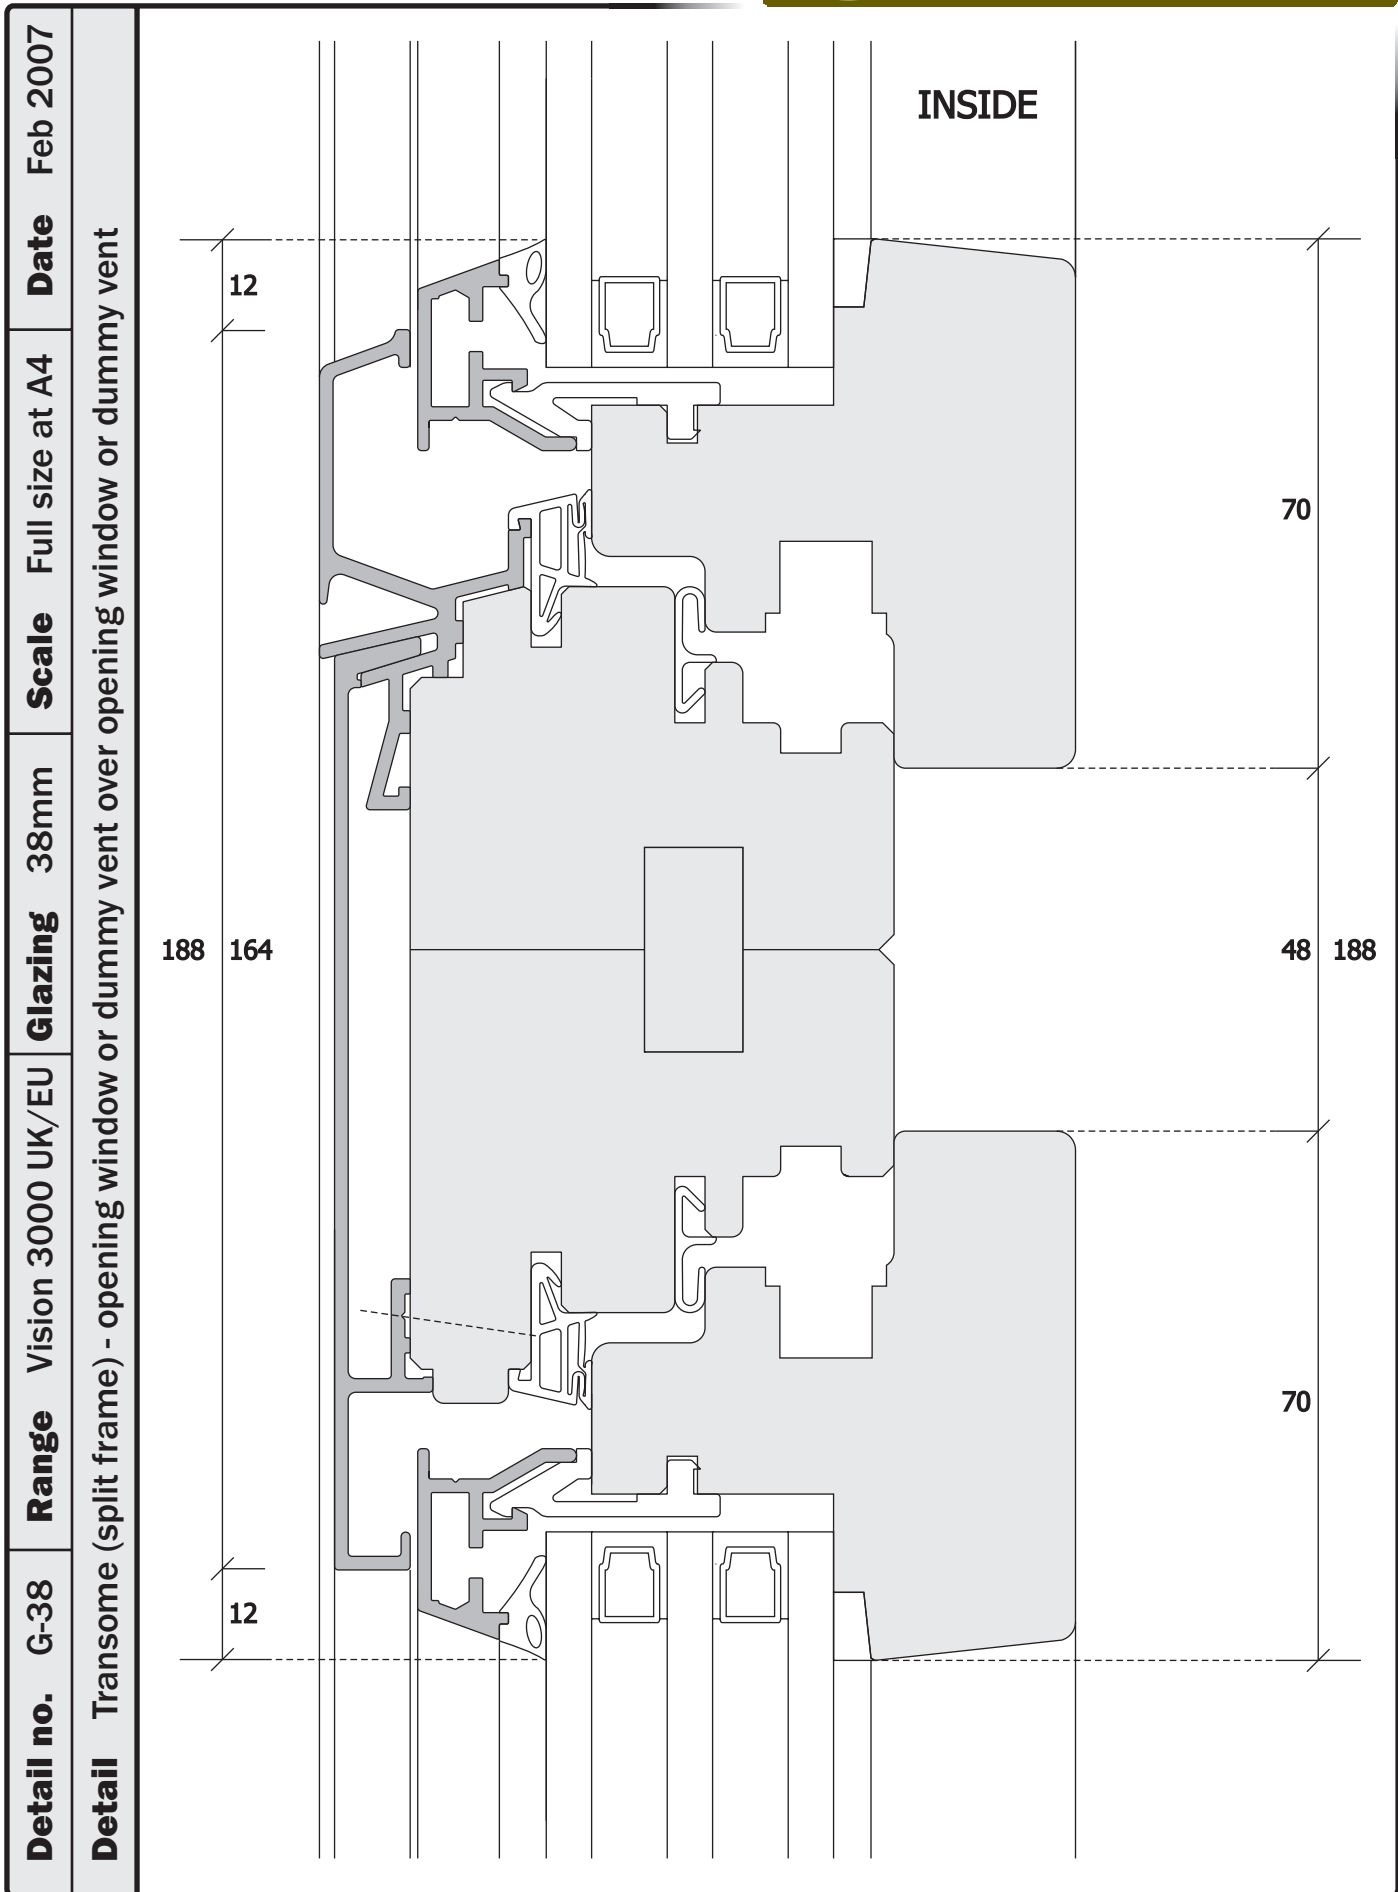 Detail no. G-38 Range Vision 3000 UK/EU Glazing 38mm Scale Full size at A4 Date Feb 2007
Detail Transome (split frame) - opening window or dummy vent over opening window or dummy vent
INSIDE
12
70
188 164
48 188
70
12